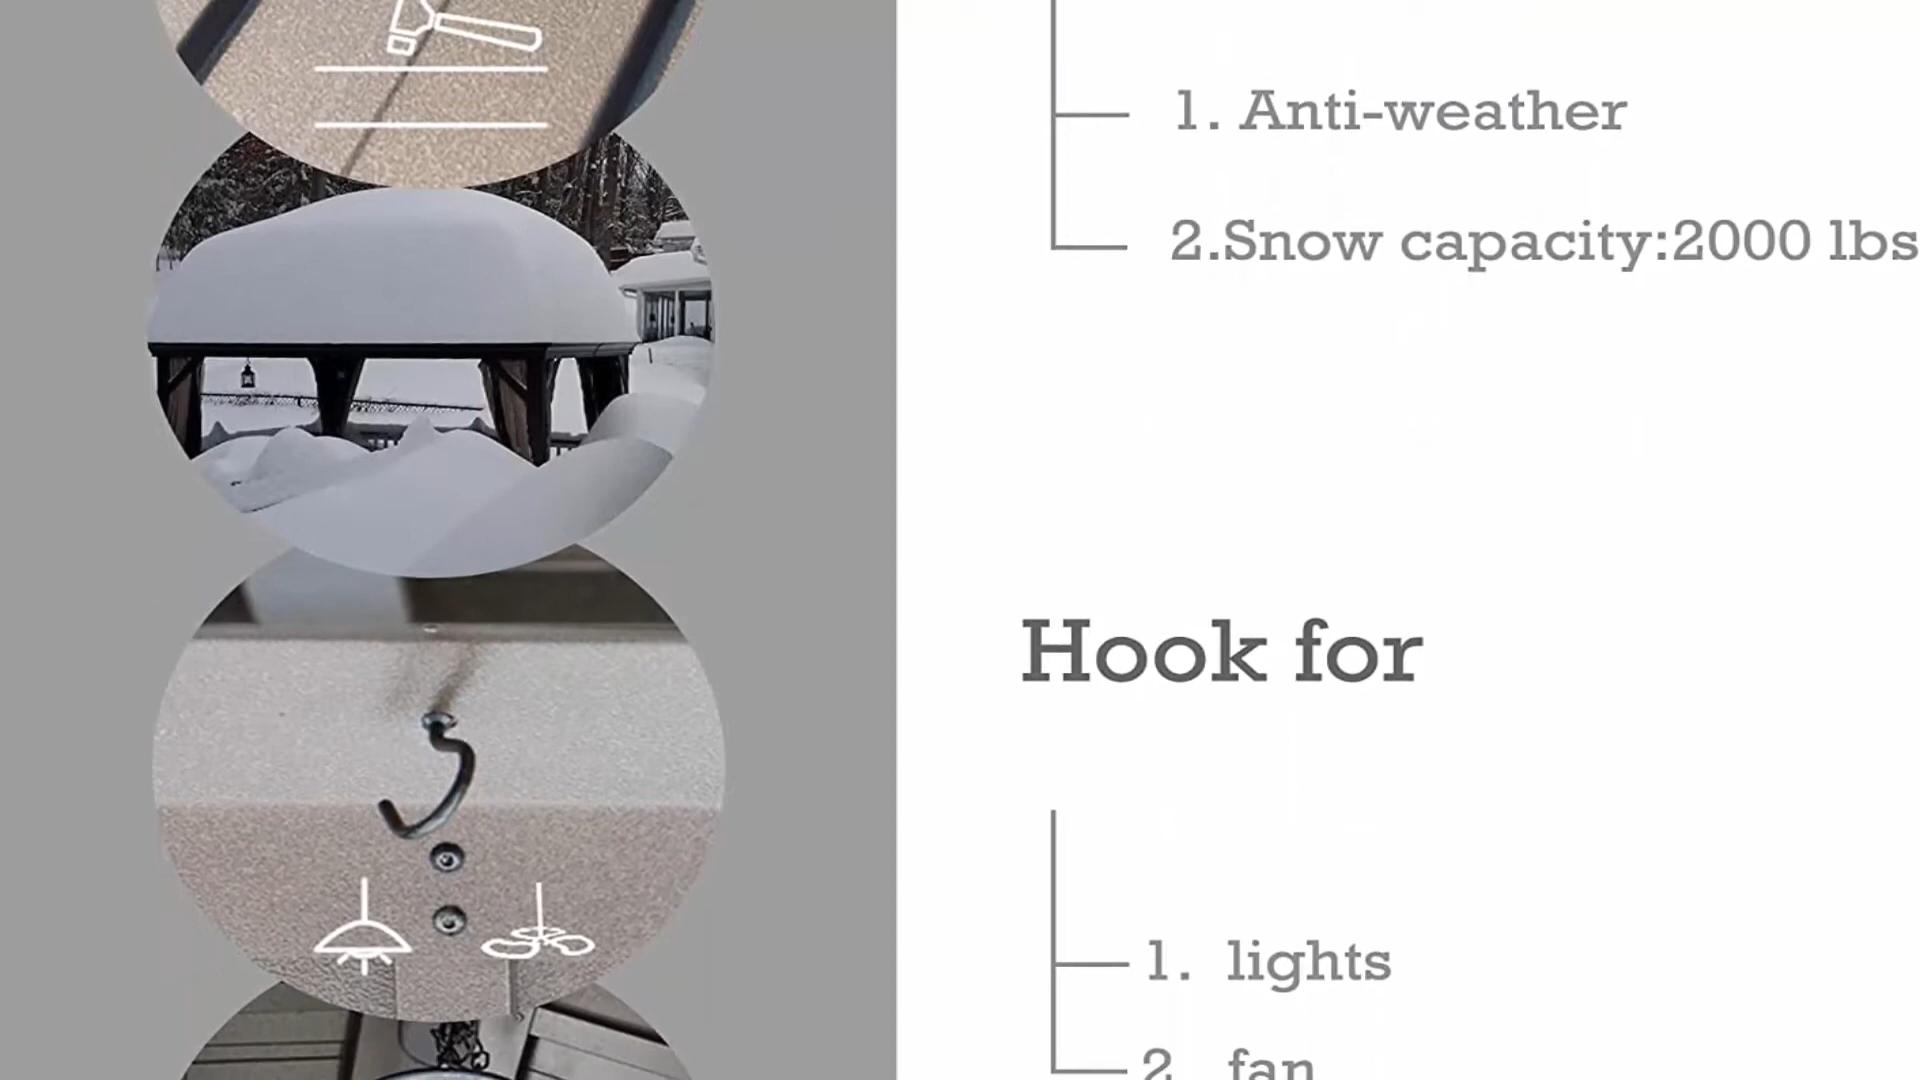 1. Anti-weather
2.Snow capacity:2000 lbs
Hook for
1. lights
2 fan